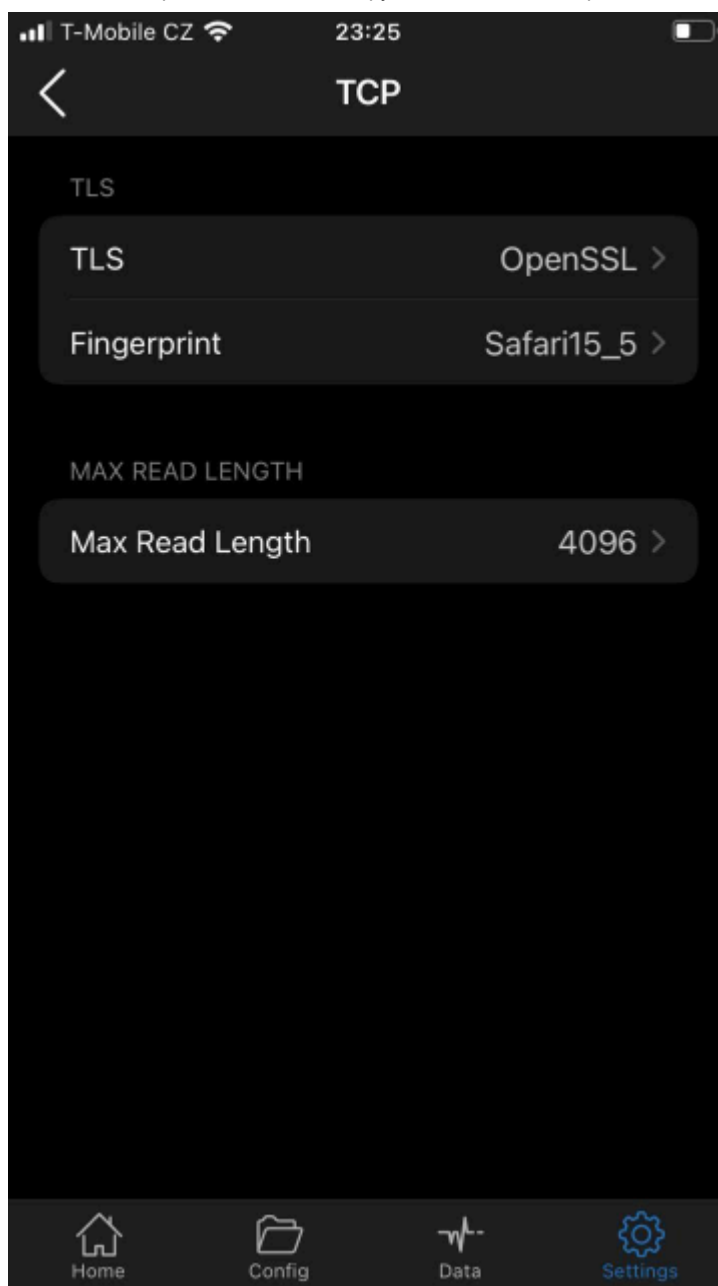 T-Mobile CZ 23:25
TCP
TLS
TLS OpenSSL
Fingerprint Safari15_5
MAX READ LENGTH
Max Read Length 4096
Home Config Data Settings